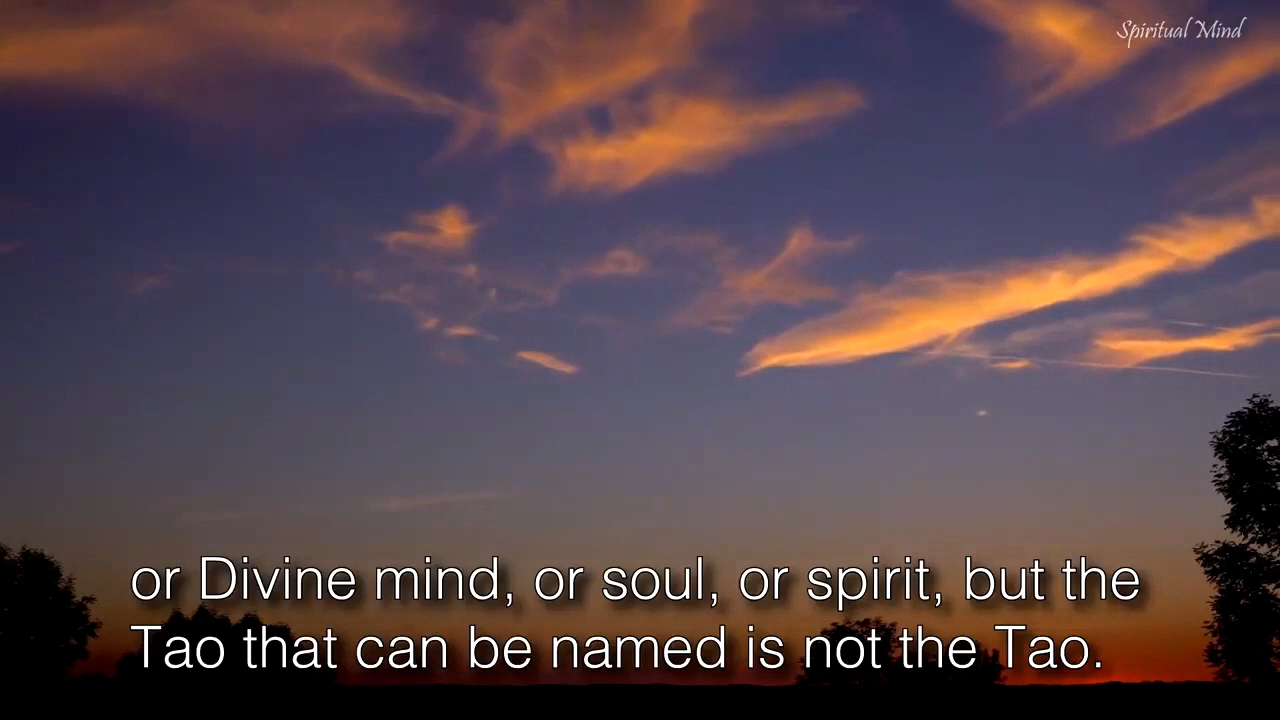 Spiritual Mind
or Divine mind, or soul, or spirit, but the
Tao that can be named is not the Tao.